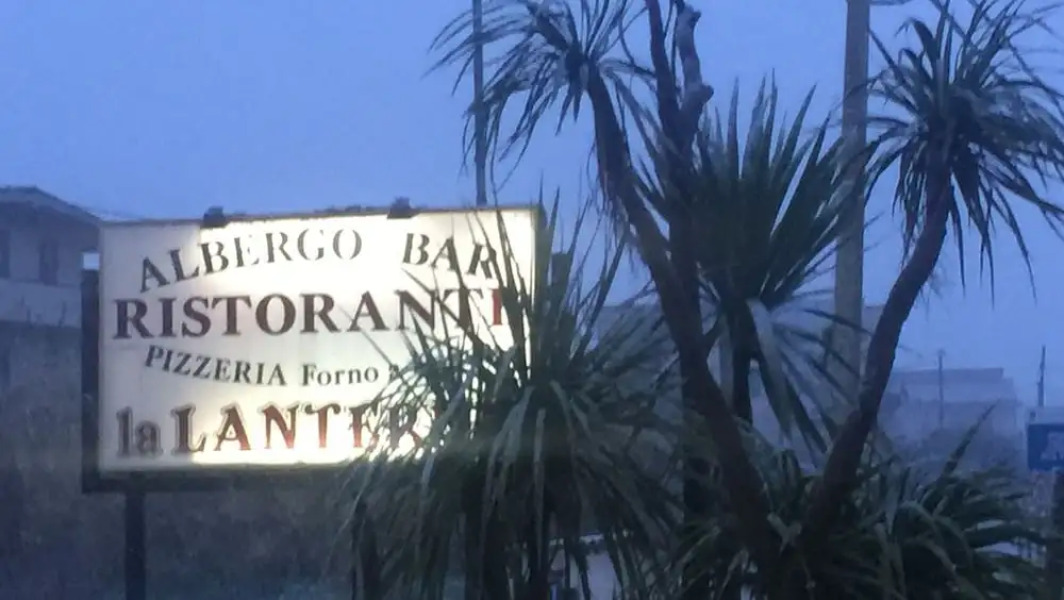 ALBERGO BAR
RISTORANT
PIZZERIA Forno
la LANTER